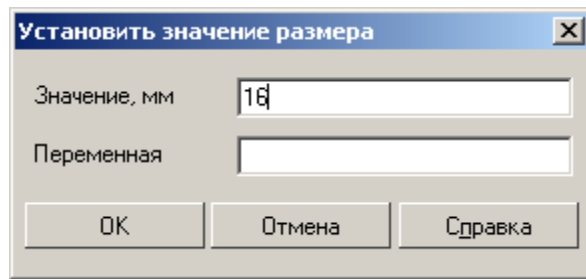 Установить значение размера
Значение, мм 16
Переменная
OK Отмена Справка